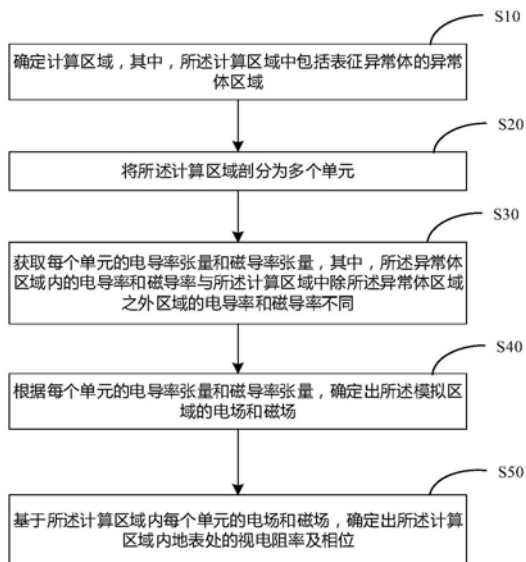 S10
确定计算区域，其中，所述计算区域中包括表征异常体的异常
体区域
S20
将所述计算区域剖分为多个单元
S30
获取每个单元的电导率张量和磁导率张量，其中，所述异常体
区域内的电导率和磁导率与所述计算区域中除所述异常体区域
之外区域的电导率和磁导率不同
S40
根据每个单元的电导率张量和磁导率张量，确定出所述模拟区
域的电场和磁场
S50
基于所述计算区域内每个单元的电场和磁场，确定出所述计算
区域内地表处的视电阻率及相位